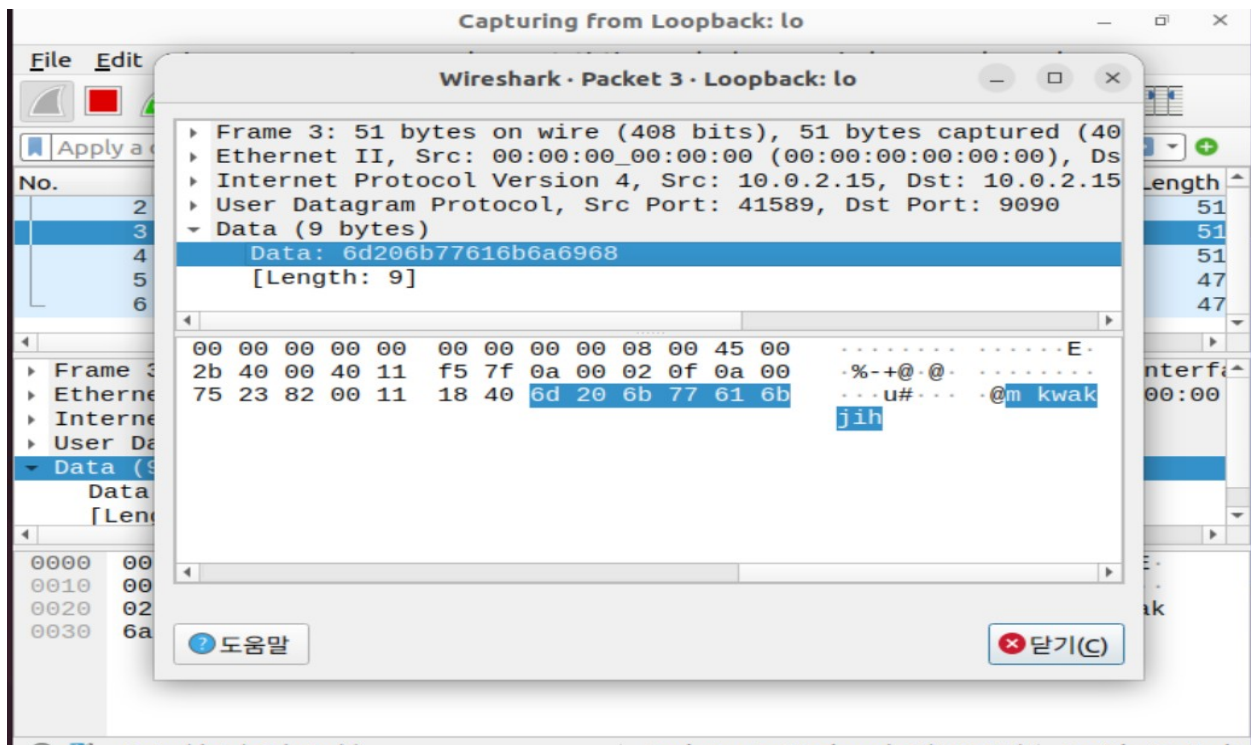 Capturing from Loopback: lo
File Edit
Wireshark · Packet 3 · Loopback: lo
Frame 3: 51 bytes on wire (408 bits), 51 bytes captured (40
Ethernet II, Src: 00:00:00_00:00:00 (00:00:00:00:00:00), Ds
Internet Protocol Version 4, Src: 10.0.2.15, Dst: 10.0.2.15
User Datagram Protocol, Src Port: 41589, Dst Port: 9090
Data (9 bytes)
Data: 6d206b77616b6a6968
[Length: 9]
00 00 00 00 00 00 00 00 00 08 00 45 00 ········ ······E·
2b 40 00 40 11 f5 7f 0a 00 02 0f 0a 00 ·%-+@·@· ········
75 23 82 00 11 18 40 6d 20 6b 77 61 6b ···u#··· ·@m kwak
jih
도움말
닫기(C)
Apply a
No.
Length
2 51
3 51
4 51
5 47
6 47
Frame 3
Etherne
00:00
Interne
User Da
Data (9
Data
[Leng
0000 00
0010 00
0020 02
0030 6a